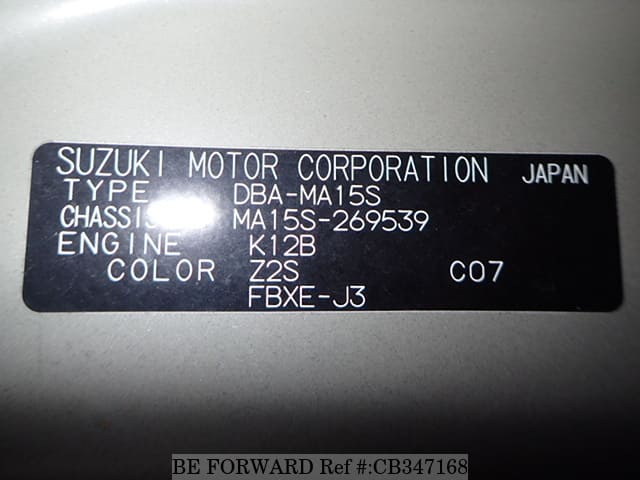 SUZUKI MOTOR CORPORATION JAPAN
TYPE DBA-MA15S
CHASSIS MA15S-269539
ENGINE K12B
COLOR Z2S C07
FBXE-J3
BE FORWARD Ref #:CB347168